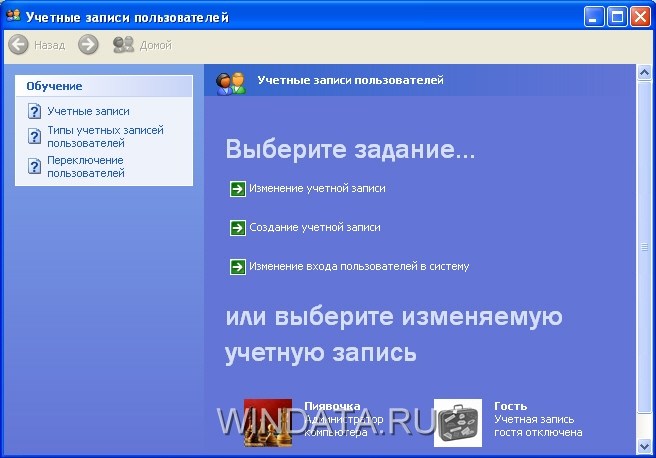 Учетные записи пользователей
Назад
Домой
Обучение
Учетные записи
Типы учетных записей
пользователей
Переключение
пользователей
Учетные записи пользователей
Выберите задание...
Изменение учетной записи
Создание учетной записи
Изменение входа пользователей в систему
или выберите изменяемую
учетную запись
Пиявочка
Администратор
компьютера
Гость
Учетная запись
гостя отключена
WINDATA.RU